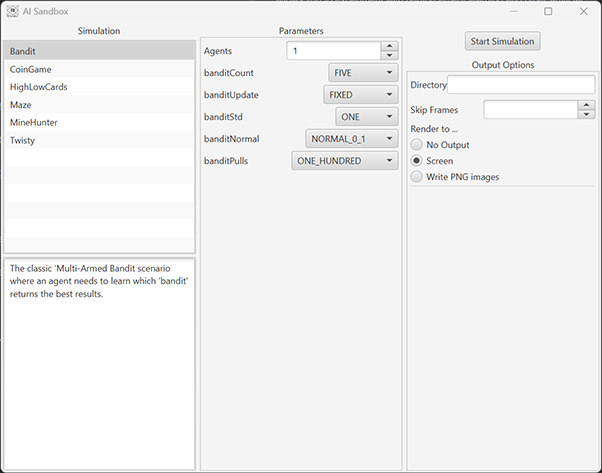 AI Sandbox
Simulation
Bandit
CoinGame
HighLowCards
Maze
MineHunter
Twisty
The classic 'Multi-Armed Bandit scenario
where an agent needs to learn which 'bandit'
returns the best results.
Parameters
Agents 1
banditCount FIVE
banditUpdate FIXED
banditStd ONE
banditNormal NORMAL_0_1
banditPulls ONE_HUNDRED
Start Simulation
Output Options
Directory
Skip Frames
Render to ...
No Output
Screen
Write PNG images